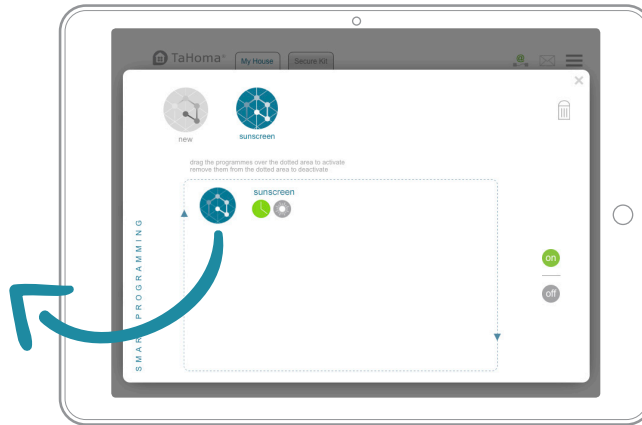 TaHoma®
My House
Secure Kit
new
sunscreen
drag the programmes over the dotted area to activate
remove them from the dotted area to deactivate
sunscreen
SMART PROGRAMMING
on
off